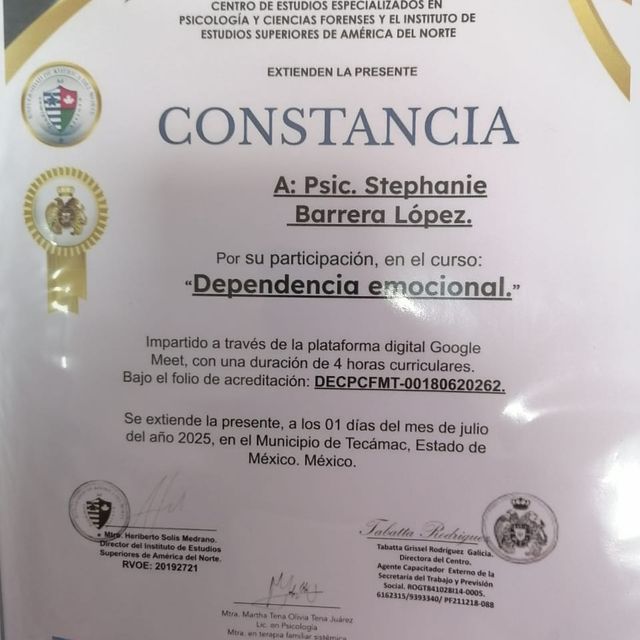 CENTRO DE ESTUDIOS ESPECIALIZADOS EN
PSICOLOGÍA Y CIENCIAS FORENSES Y EL INSTITUTO DE
ESTUDIOS SUPERIORES DE AMÉRICA DEL NORTE
EXTIENDEN LA PRESENTE
CONSTANCIA
A: Psic. Stephanie
Barrera López.
Por su participación, en el curso:
“Dependencia emocional.”
Impartido a través de la plataforma digital Google
Meet, con una duración de 4 horas curriculares.
Bajo el folio de acreditación: DECPCFMT-00180620262.
Se extiende la presente, a los 01 días del mes de julio
del año 2025, en el Municipio de Tecámac, Estado de
México. México.
Mtro. Heriberto Solís Medrano.
Director del Instituto de Estudios
Superiores de América del Norte.
RVOE: 20192721
Tabatta Rodríguez
Tabatta Grissel Rodríguez Galicia.
Directora del Centro.
Agente Capacitador Externo de la
Secretaría del Trabajo y Previsión
Social. ROGT841028I14-0005.
6162315/9393340/ PF211218-088
Mtra. Martha Tena Olivia Tena Juárez
Lic. en Psicología
Mtra. en terapia familiar sistémica